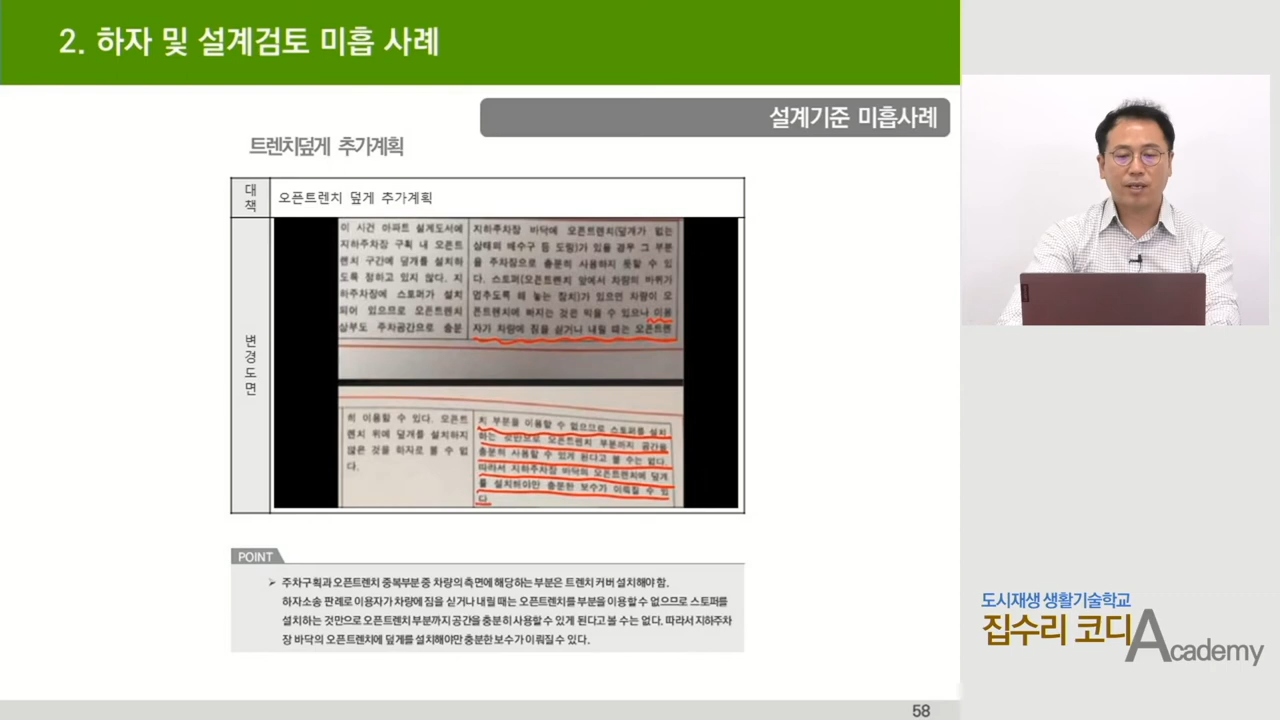 2. 하자 및 설계검토 미흡 사례
설계기준 미흡사례
트렌치덮게 추가계획
대책
오픈트렌치 덮게 추가계획
변경도면
이 사건 아파트 설계도서에
지하주차장 구획 내 오픈트
렌치 구간에 덮개를 설치하
도록 정하고 있지 않다. 지
하주차장에 스토퍼가 설치
되어 있으므로 오픈트렌치
상부도 주차공간으로 충분
지하주차장 바닥에 오픈트렌치(덮개가 없는
상태의 배수구 등 도랑)가 있을 경우 그 부분
을 주차장으로 충분히 사용하지 못할 수 있
다. 스토퍼(오픈트렌치 앞에서 차량의 바퀴가
멈추도록 해 놓는 장치)가 있으면 차량이 오
픈트렌치에 빠지는 것은 막을 수 있으나 이용
자가 차량에 짐을 싣거나 내릴 때는 오픈트렌
히 이용할 수 있다. 오픈트
렌치 위에 덮개를 설치하지
않은 것을 하자로 볼 수 없
다.
치 부분을 이용할 수 없으므로 스토퍼를 설치
하는 것만으로 오픈트렌치 부분까지 공간을
충분히 사용할 수 있게 된다고 볼 수는 없다.
따라서 지하주차장 바닥의 오픈트렌치에 덮개
를 설치해야만 충분한 보수가 이뤄질 수 있
다
POINT
➢ 주차구획과 오픈트렌치 중복부분 중 차량의 측면에 해당하는 부분은 트렌치 커버 설치해야 함.
하자소송 판례로 이용자가 차량에 짐을 싣거나 내릴 때는 오픈트렌치를 부분을 이용할 수 없으므로 스토퍼를
설치하는 것만으로 오픈트렌치 부분까지 공간을 충분히 사용할 수 있게 된다고 볼 수는 없다. 따라서 지하주차
장 바닥의 오픈트렌치에 덮게를 설치해야만 충분한 보수가 이뤄질 수 있다.
58
도시재생 생활기술학교
집수리 코디 Academy